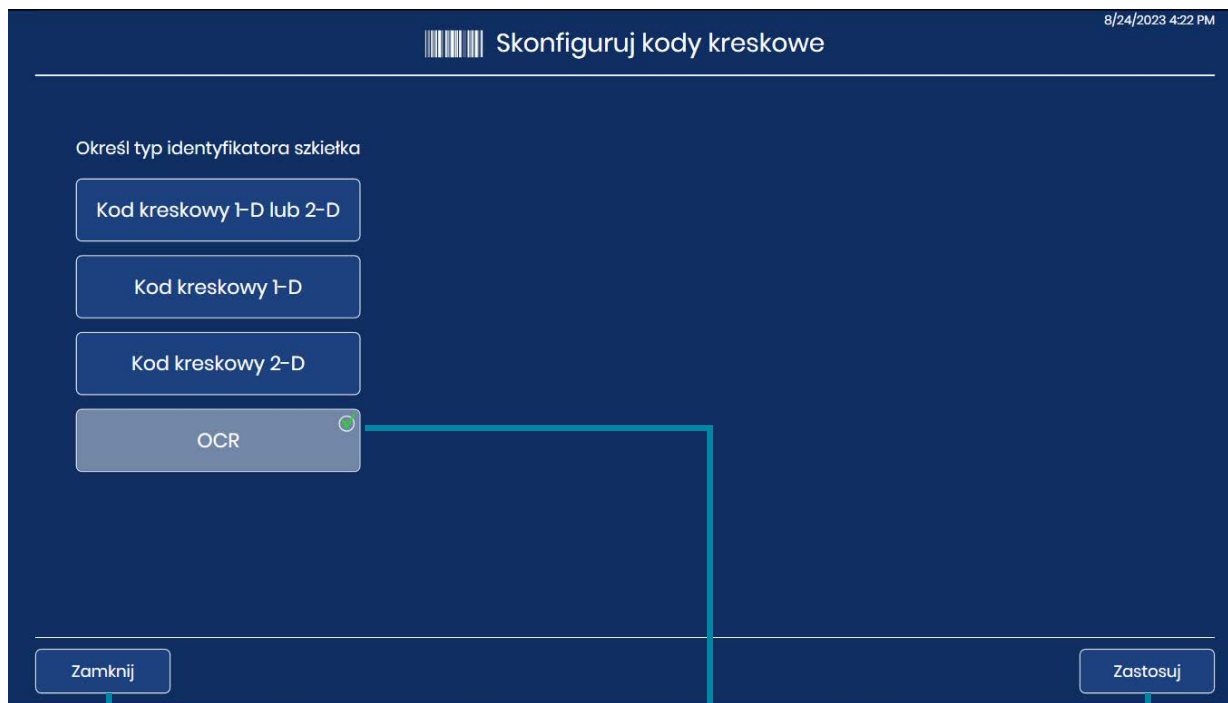 8/24/2023 4:22 PM
Skonfiguruj kody kreskowe
Określ typ identyfikatora szkiełka
Kod kreskowy 1-D lub 2-D
Kod kreskowy 1-D
Kod kreskowy 2-D
OCR
Zamknij
Zastosuj